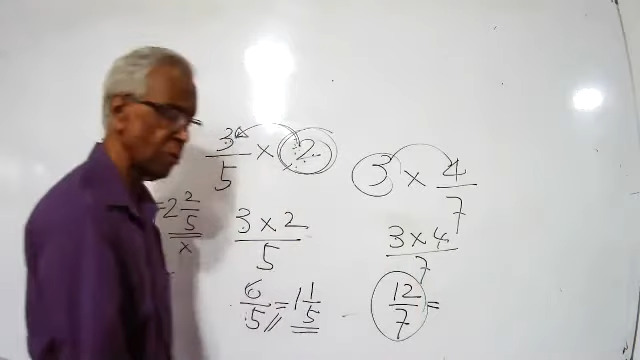 3/5 × 2
3 × 4/7
= 2 2/5
×
3 × 2/5
3 × 4/7
6/5 = 1 1/5
12/7 =